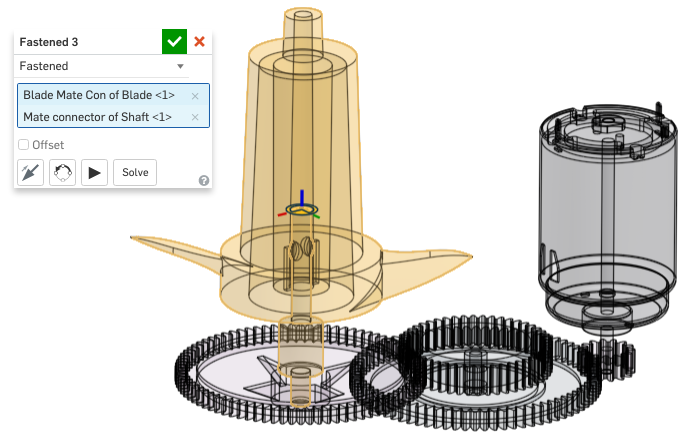 Fastened 3
Fastened
Blade Mate Con of Blade <1>
Mate connector of Shaft <1>
Offset
Solve
?